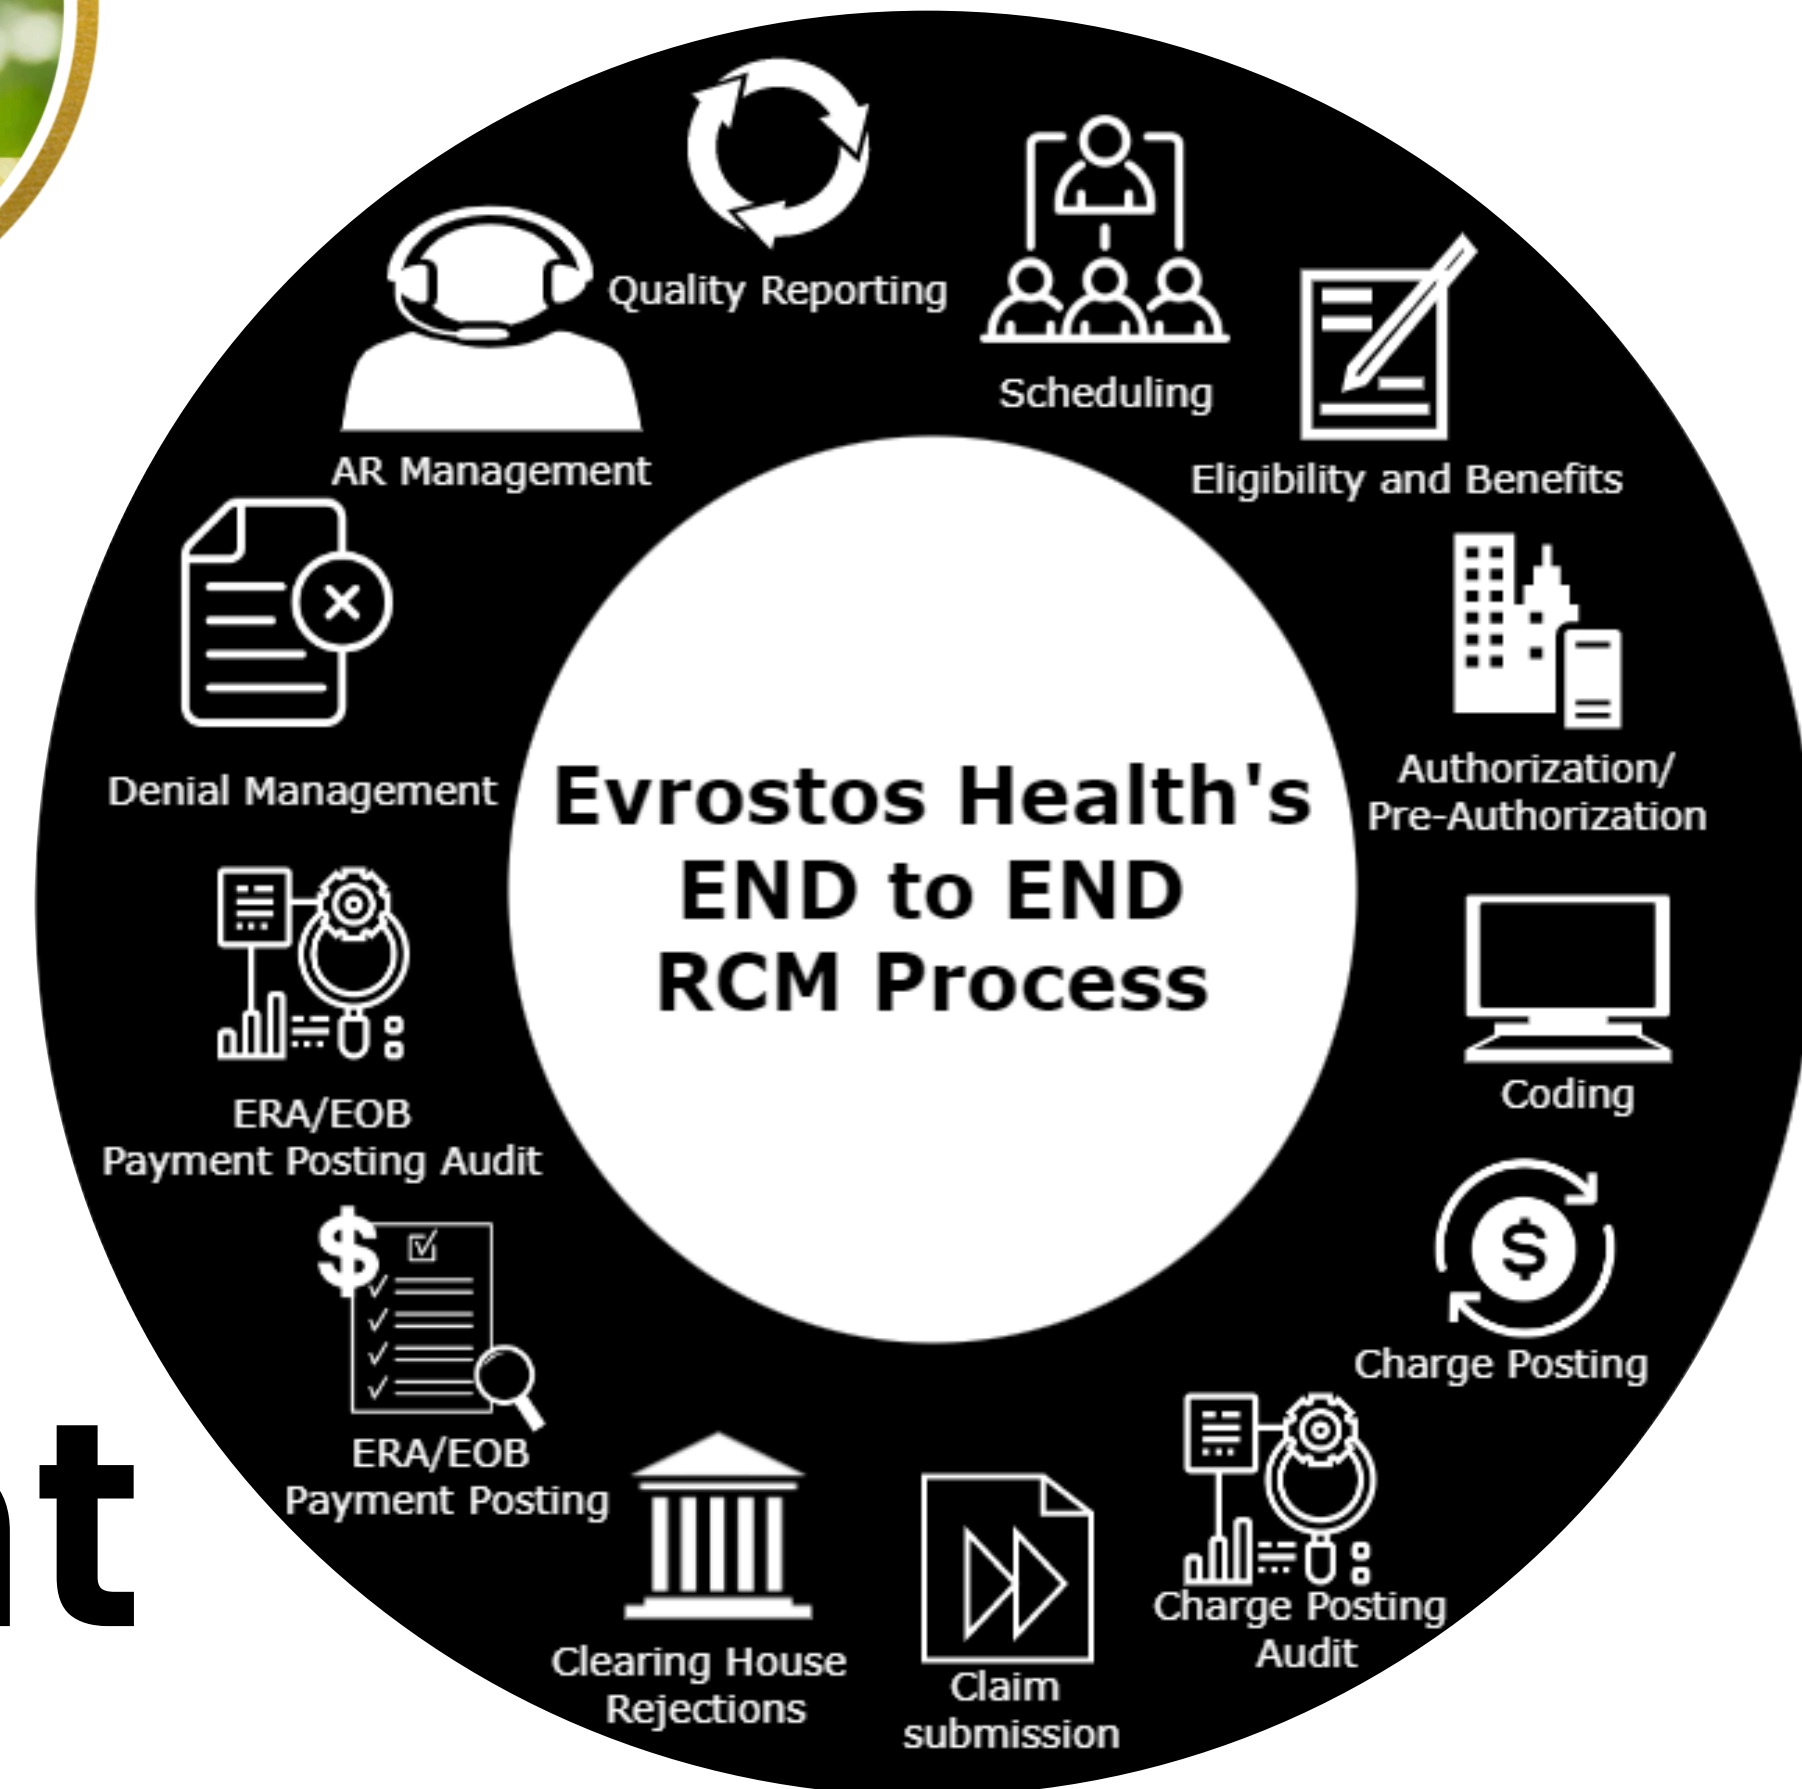 Quality Reporting
Scheduling
Eligibility and Benefits
Authorization/
Pre-Authorization
Coding
Charge Posting
Charge Posting
Audit
Claim
submission
Clearing House
Rejections
ERA/EOB
Payment Posting
ERA/EOB
Payment Posting Audit
Denial Management
AR Management
Evrostos Health's
END to END
RCM Process